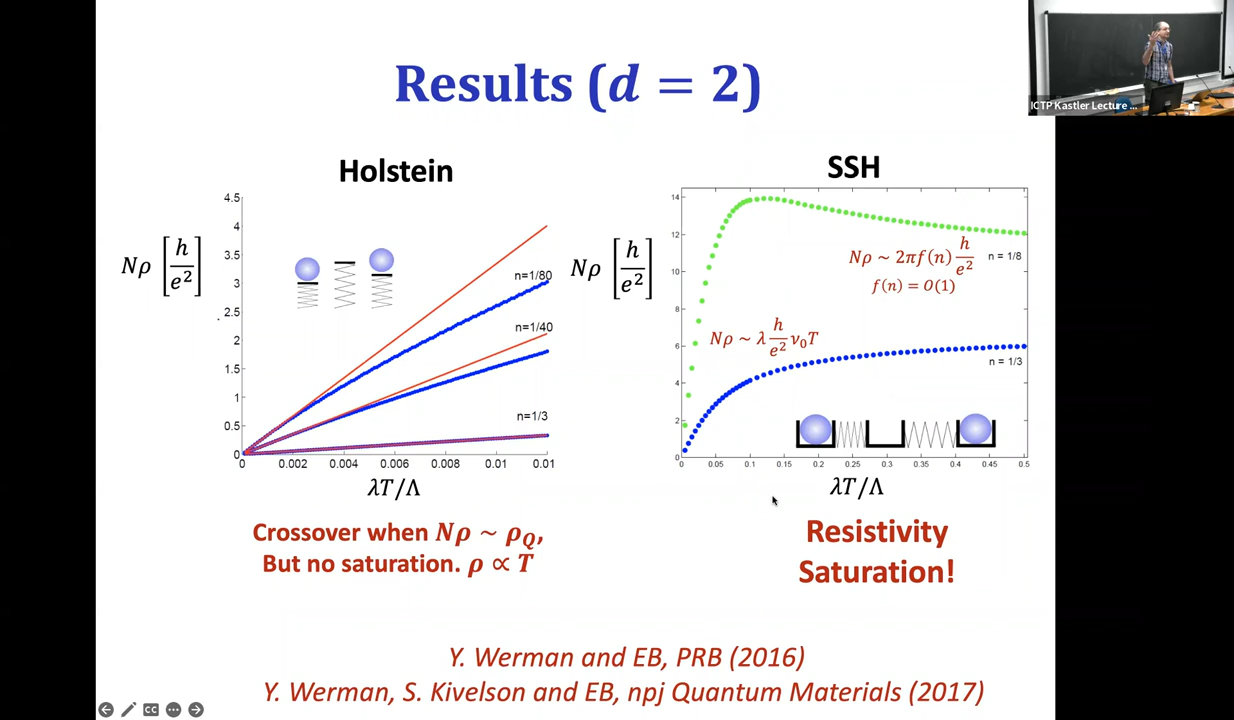 Results (d = 2)
ICTP Kastler Lecture ...
Holstein
Nρ [h/e²]
4.5
4
3.5
3
2.5
2
1.5
1
0.5
0
n=1/80
n=1/40
n=1/3
0 0.002 0.004 0.006 0.008 0.01 0.01
λT/Λ
Crossover when Nρ ~ ρ_Q,
But no saturation. ρ ∝ T
SSH
Nρ [h/e²]
14
12
10
8
6
4
2
0
Nρ ~ 2πf(n) h/e²
n = 1/8
f(n) = O(1)
Nρ ~ λ h/e² ν₀T
n = 1/3
0 0.05 0.1 0.15 0.2 0.25 0.3 0.35 0.4 0.45 0.5
λT/Λ
Resistivity
Saturation!
Y. Werman and EB, PRB (2016)
Y. Werman, S. Kivelson and EB, npj Quantum Materials (2017)
CC